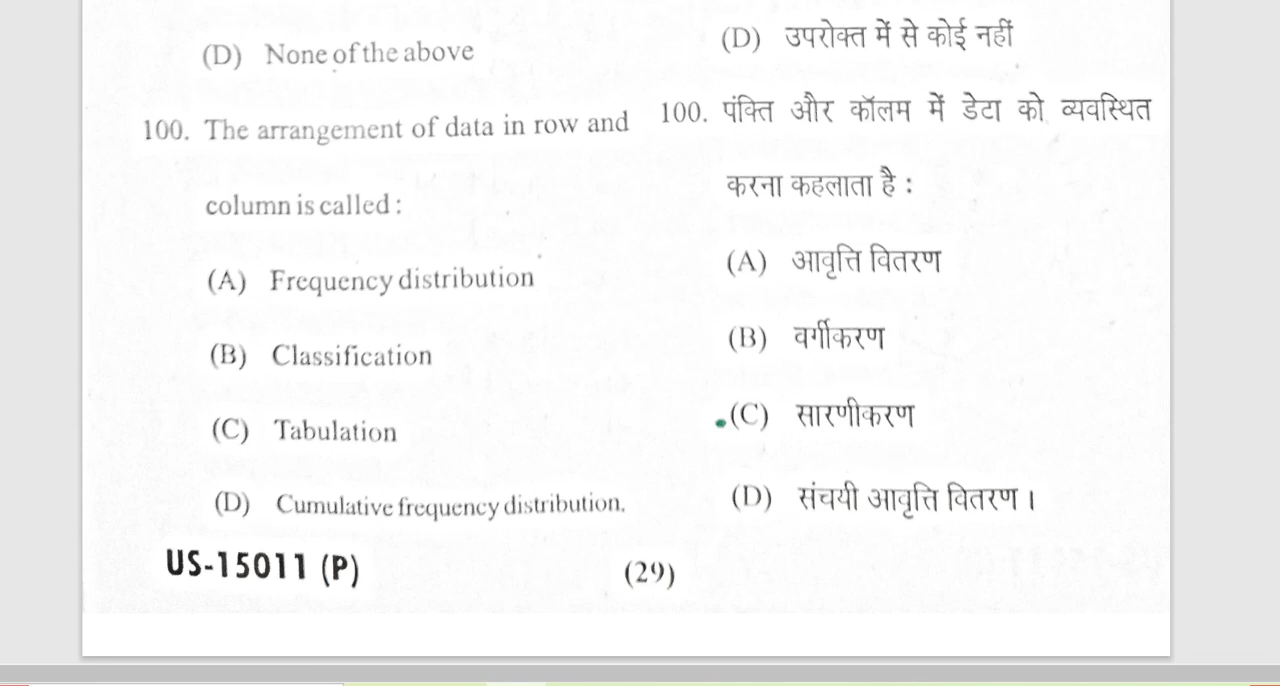 (D) None of the above
100. The arrangement of data in row and
column is called :
(A) Frequency distribution
(B) Classification
(C) Tabulation
(D) Cumulative frequency distribution.
(D) उपरोक्त में से कोई नहीं
100. पंक्ति और कॉलम में डेटा को व्यवस्थित
करना कहलाता है :
(A) आवृत्ति वितरण
(B) वर्गीकरण
(C) सारणीकरण
(D) संचयी आवृत्ति वितरण ।
US-15011 (P)
(29)